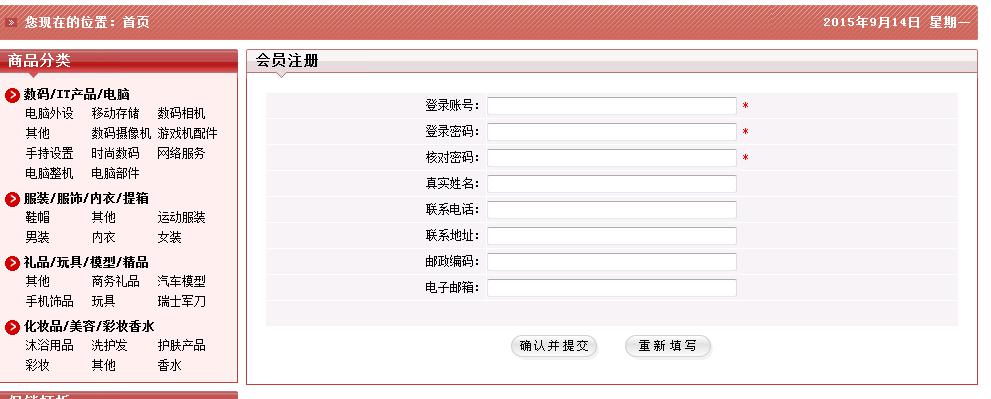 您现在的位置：首页
2015年9月14日 星期一
商品分类
数码/IT产品/电脑
电脑外设 移动存储 数码相机
其他 数码摄像机 游戏机配件
手持设置 时尚数码 网络服务
电脑整机 电脑部件
服装/服饰/内衣/提箱
鞋帽 其他 运动服装
男装 内衣 女装
礼品/玩具/模型/精品
其他 商务礼品 汽车模型
手机饰品 玩具 瑞士军刀
化妆品/美容/彩妆香水
沐浴用品 洗护发 护肤产品
彩妆 其他 香水
会员注册
登录账号： *
登录密码： *
核对密码： *
真实姓名：
联系电话：
联系地址：
邮政编码：
电子邮箱：
确认并提交 重新填写